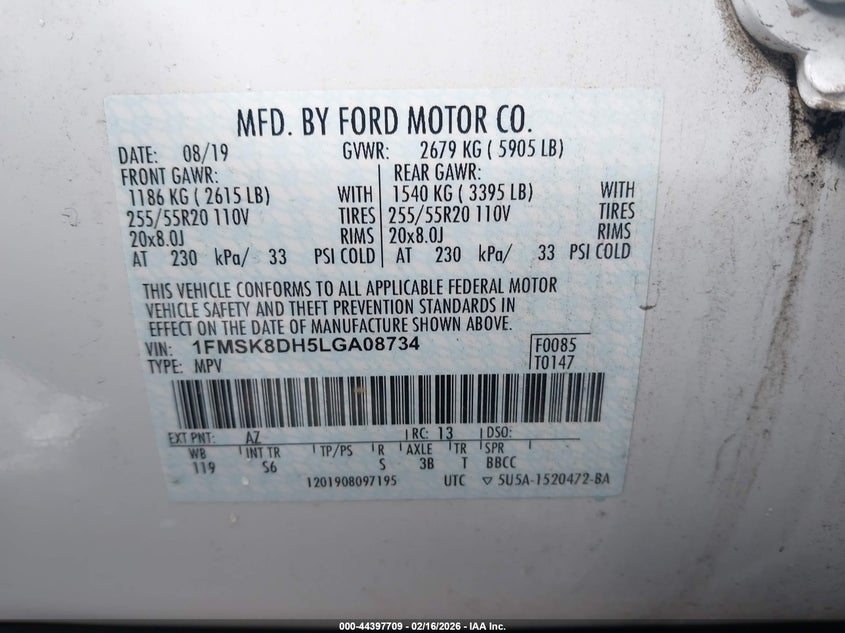 MFD. BY FORD MOTOR CO.
DATE: 08/19 GVWR: 2679 KG ( 5905 LB)
FRONT GAWR: REAR GAWR:
1186 KG ( 2615 LB) WITH 1540 KG ( 3395 LB) WITH
255/55R20 110V TIRES 255/55R20 110V TIRES
20x8.0J RIMS 20x8.0J RIMS
AT 230 kPa/ 33 PSI COLD AT 230 kPa/ 33 PSI COLD
THIS VEHICLE CONFORMS TO ALL APPLICABLE FEDERAL MOTOR
VEHICLE SAFETY AND THEFT PREVENTION STANDARDS IN
EFFECT ON THE DATE OF MANUFACTURE SHOWN ABOVE.
VIN: 1FMSK8DH5LGA08734 F0085
TYPE: MPV T0147
EXT PNT: AZ RC: 13 DSO:
WB INT TR TP/PS R AXLE TR SPR
119 S6 S 3B T BBCC
1201908097195 UTC ▽ 5U5A-1520472-BA
000-44397709 - 02/16/2026 - IAA Inc.